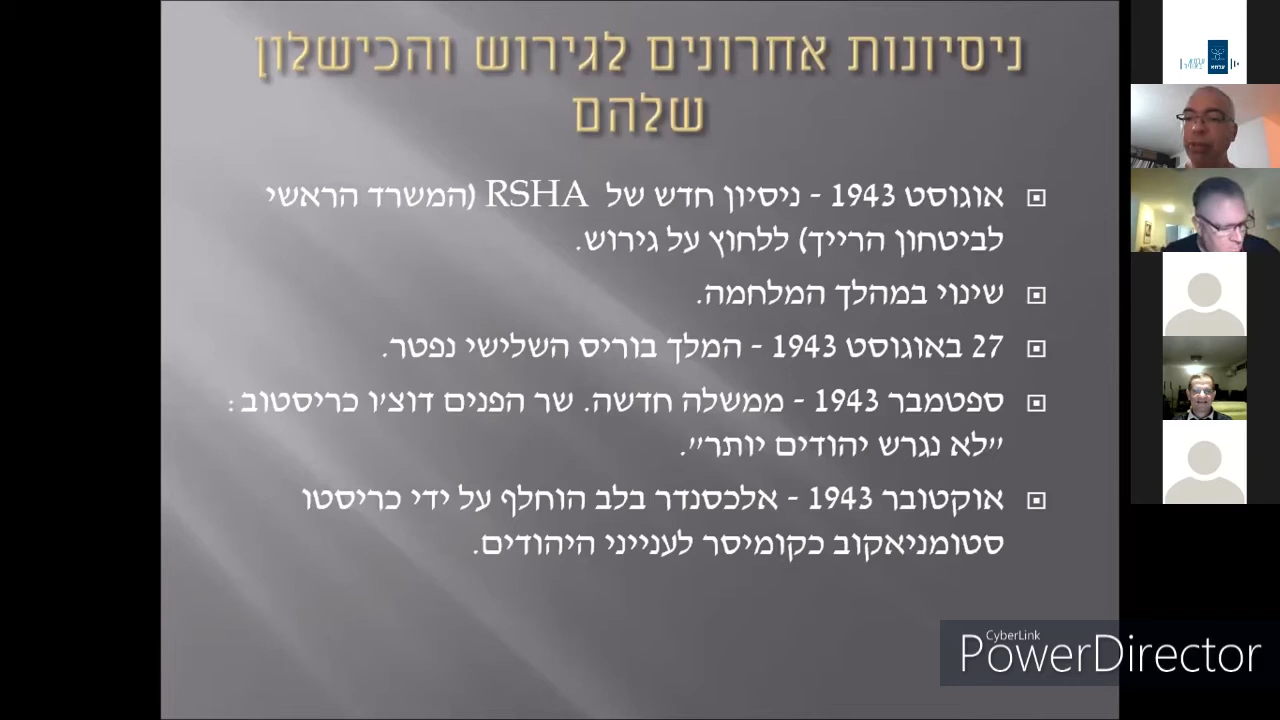 ניסיונות אחרונים לגירוש והכישלון
שלהם
אוגוסט 1943 - ניסיון חדש של RSHA (המשרד הראשי
לביטחון הרייך) ללחוץ על גירוש.
שינוי במהלך המלחמה.
27 באוגוסט 1943 - המלך בוריס השלישי נפטר.
ספטמבר 1943 - ממשלה חדשה. שר הפנים דוצ'ו כריסטוב:
"לא נגרש יהודים יותר".
אוקטובר 1943 - אלכסנדר בלב הוחלף על ידי כריסטו
סטומניאקוב כקומיסר לענייני היהודים.
CyberLink
PowerDirector